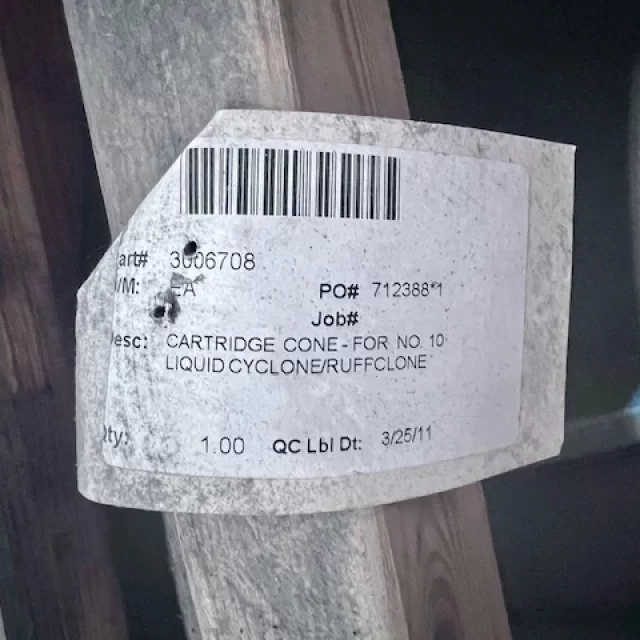 art# 3006708
/M: EA PO# 712388*1
Job#
esc: CARTRIDGE CONE - FOR NO. 10
LIQUID CYCLONE/RUFFCLONE
ty: 1.00 QC Lbl Dt: 3/25/11